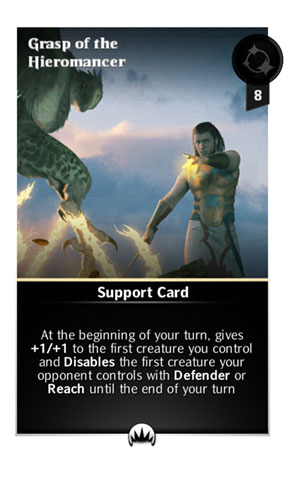 Grasp of the
Hieromancer
8
Support Card
At the beginning of your turn, gives
+1/+1 to the first creature you control
and Disables the first creature your
opponent controls with Defender or
Reach until the end of your turn